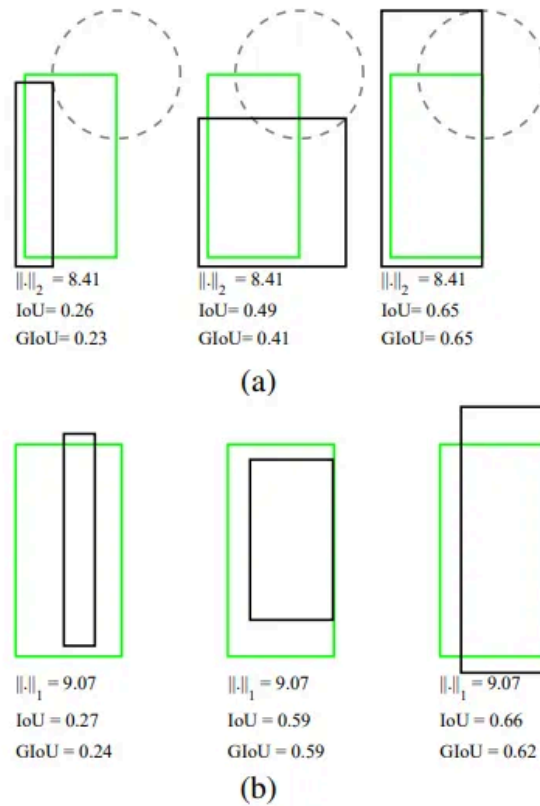 ||.||₂ = 8.41 ||.||₂ = 8.41 ||.||₂ = 8.41
IoU= 0.26 IoU= 0.49 IoU= 0.65
GIoU= 0.23 GIoU= 0.41 GIoU= 0.65
(a)
||.||₁ = 9.07 ||.||₁ = 9.07 ||.||₁ = 9.07
IoU = 0.27 IoU = 0.59 IoU = 0.66
GIoU = 0.24 GIoU = 0.59 GIoU = 0.62
(b)